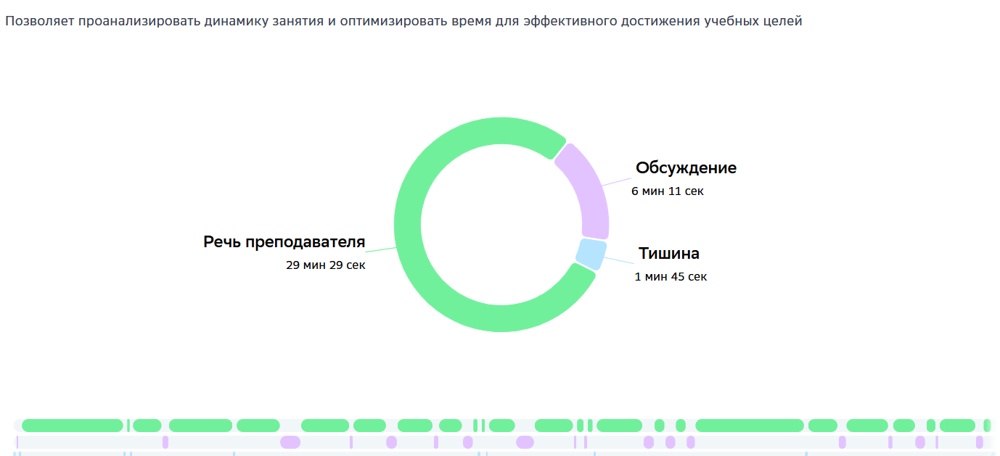 Позволяет проанализировать динамику занятия и оптимизировать время для эффективного достижения учебных целей
Обсуждение
6 мин 11 сек
Речь преподавателя
29 мин 29 сек
Тишина
1 мин 45 сек